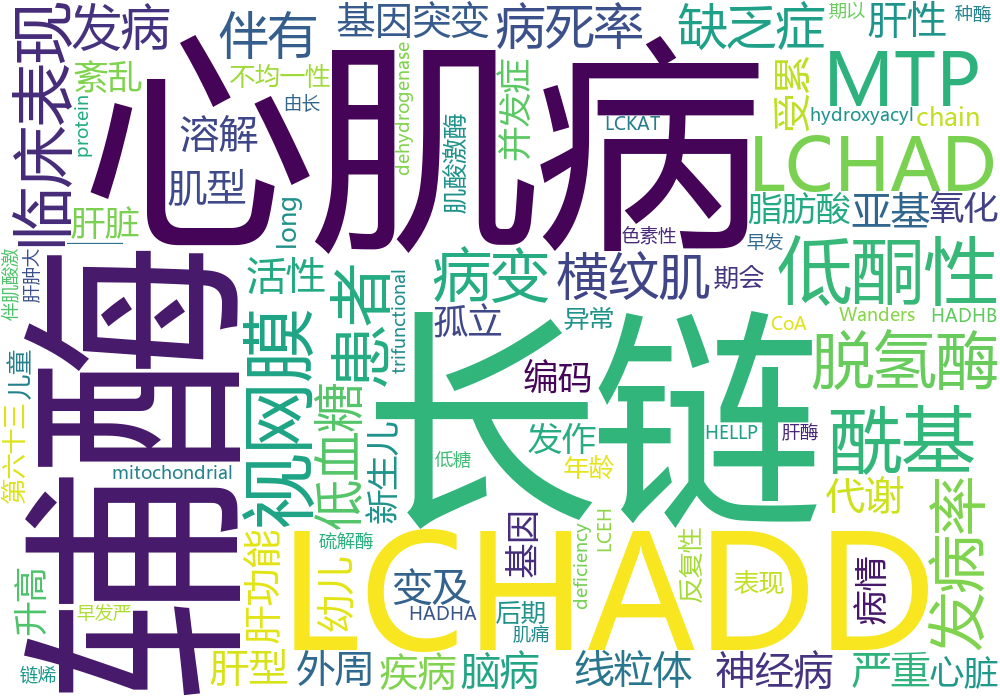 发病
伴有
基因突变
病死率
缺乏症
期以
肝性
种酶
临床表现
紊乱
不均一性
心肌病
受累
MTP
protein
由长
dehydrogenase
并发症
LCKAT
hydroxyacyl
chain
溶解
肌酸激酶
LCHAD
肌型
肝脏
long
色素性
早发
脂肪酸
亚基
氧化
伴肌酸激
肝肿大
辅酶
活性
患者
病变
横纹肌
期会
低酮性
trifunctional
孤立
异常
CoA
Wanders
HADHB
视网膜
长链
儿童
低血糖
编码
脱氢酶
第六十三
新生儿
发作
HELLP
肝酶
酰基
mitochondrial
低糖
年龄
代谢
发病率
升高
肝功能
硫解酶
幼儿
LCHADD
变及
基因
deficiency
LCEH
反复性
表现
病情
早发严
HADHA
后期
肌痛
链烯
肝型
外周
疾病
脑病
线粒体
神经病
严重心脏